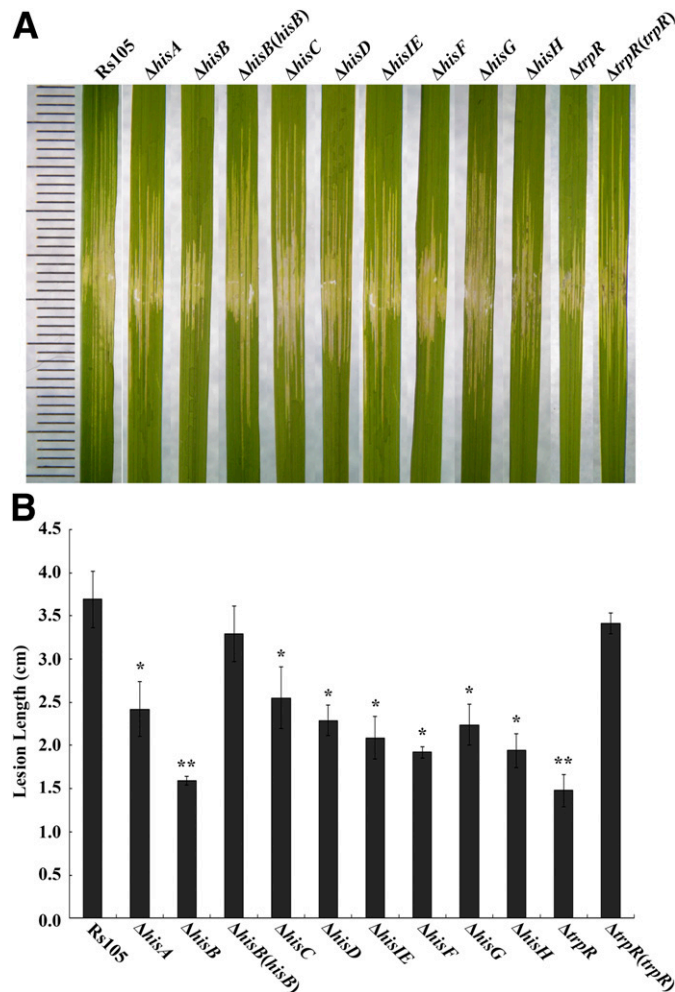 A
Rs105 ΔhisA ΔhisB ΔhisB(hisB) ΔhisC ΔhisD ΔhisIE ΔhisF ΔhisG ΔhisH ΔtrpR ΔtrpR(trpR)
B
4.5
4.0
3.5
3.0
2.5
2.0
1.5
1.0
0.5
0.0
Lesion Length (cm)
* ** * * * * * * **
Rs105 ΔhisA ΔhisB ΔhisB(hisB) ΔhisC ΔhisD ΔhisIE ΔhisF ΔhisG ΔhisH ΔtrpR ΔtrpR(trpR)